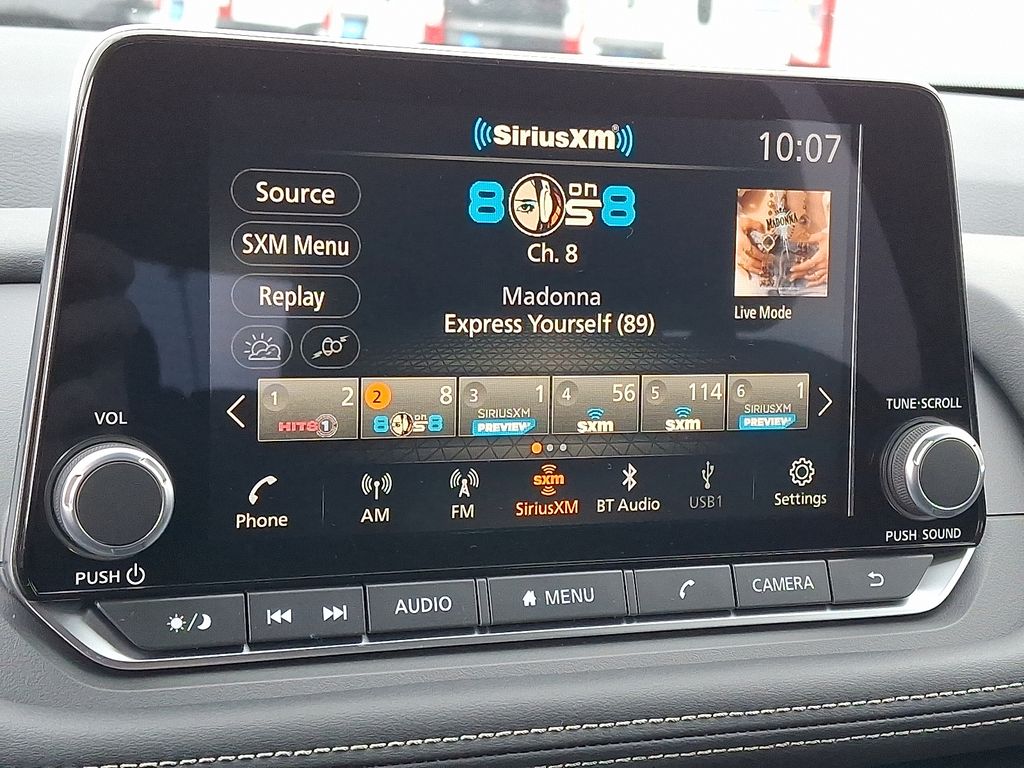 SiriusXM
10:07
Source
SXM Menu
Replay
80s on 8
Ch. 8
Madonna
Express Yourself (89)
MADONNA
Live Mode
1 2 HITS 1
2 8 80s on 8
3 1 SIRIUSXM PREVIEW
4 56 sxm
5 114 sxm
6 1 SIRIUSXM PREVIEW
VOL
TUNE·SCROLL
Phone
AM
FM
sxm
SiriusXM
BT Audio
USB1
Settings
PUSH
PUSH SOUND
AUDIO
MENU
CAMERA